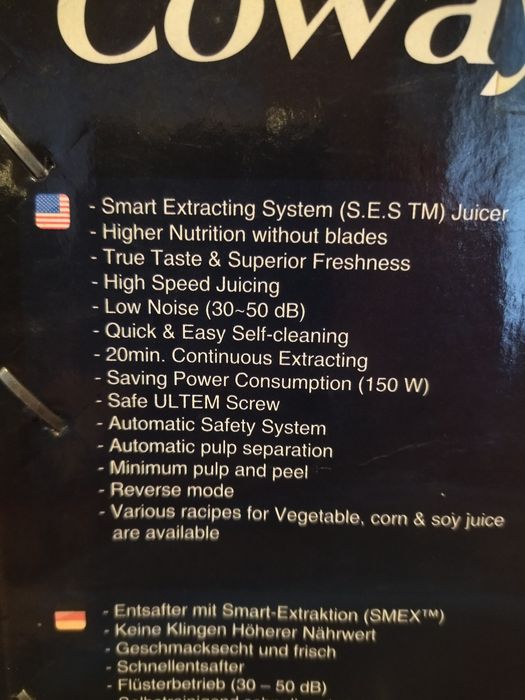 Coway
- Smart Extracting System (S.E.S TM) Juicer
- Higher Nutrition without blades
- True Taste & Superior Freshness
- High Speed Juicing
- Low Noise (30~50 dB)
- Quick & Easy Self-cleaning
- 20min. Continuous Extracting
- Saving Power Consumption (150 W)
- Safe ULTEM Screw
- Automatic Safety System
- Automatic pulp separation
- Minimum pulp and peel
- Reverse mode
- Various racipes for Vegetable, corn & soy juice
are available
- Entsafter mit Smart-Extraktion (SMEX™)
- Keine Klingen Höherer Nährwert
- Geschmacksecht und frisch
- Schnellentsafter
- Flüsterbetrieb (30 – 50 dB)